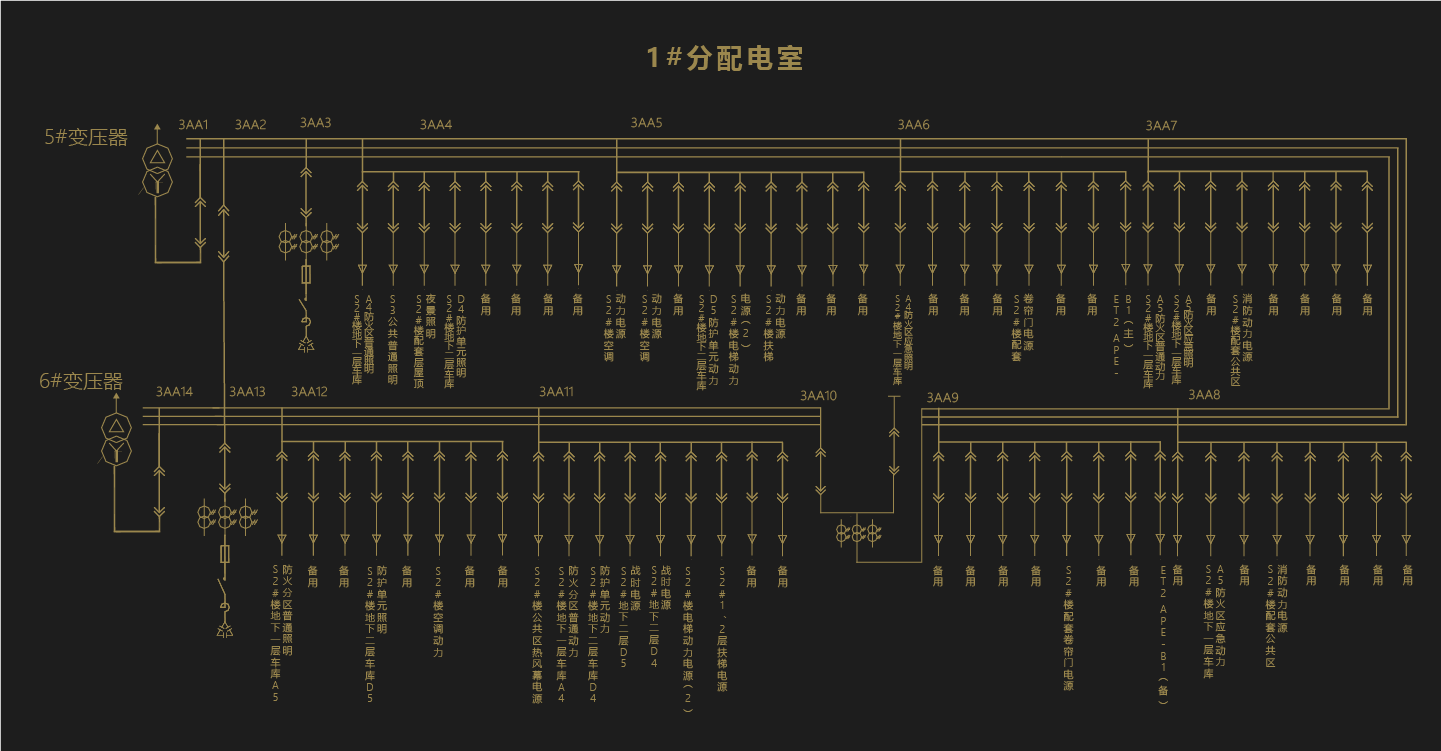 1#分配电室
5#变压器
3AA1
3AA2
3AA3
3AA4
3AA5
3AA6
3AA7
A4防火区普通照明
S2#楼地下一层车库
S3公共普通照明
夜景照明
S2#楼配套层屋顶
D4防护单元照明
S2#楼地下二层车库
备用
备用
备用
备用
动力电源
S2#楼空调
动力电源
S2#楼空调
备用
D5防护单元动力
S2#楼地下二层车库
电源(2)
S2#楼电梯动力
动力电源
S2#楼扶梯
备用
备用
备用
A4防火区应急照明
S2#楼地下一层车库
备用
备用
备用
卷帘门电源
S2#楼配套
备用
备用
B1(主)
ET2APE-
A5防火区普通动力
S2#楼地下一层车库
A5防火区应急照明
S2#楼地下一层车库
备用
消防动力电源
S2#楼配套公共区
备用
备用
备用
备用
6#变压器
3AA14
3AA13
3AA12
3AA11
3AA10
3AA9
3AA8
防火分区普通照明
S2#楼地下一层车库A5
备用
备用
防护单元照明
S2#楼地下二层车库D5
备用
S2#楼空调动力
备用
备用
S2#楼公共区热风幕电源
防火分区普通动力
S2#楼地下一层车库A4
防护单元动力
S2#楼地下二层车库D4
战时电源
S2#地下二层D5
战时电源
S2#地下二层D4
S2#楼电梯动力电源(2)
S2#1、2层扶梯电源
备用
备用
备用
备用
备用
备用
S2#楼配套卷帘门电源
备用
备用
ET2APE-B1(备)
备用
A5防火区应急动力
S2#楼地下一层车库
备用
消防动力电源
S2#楼配套公共区
备用
备用
备用
备用